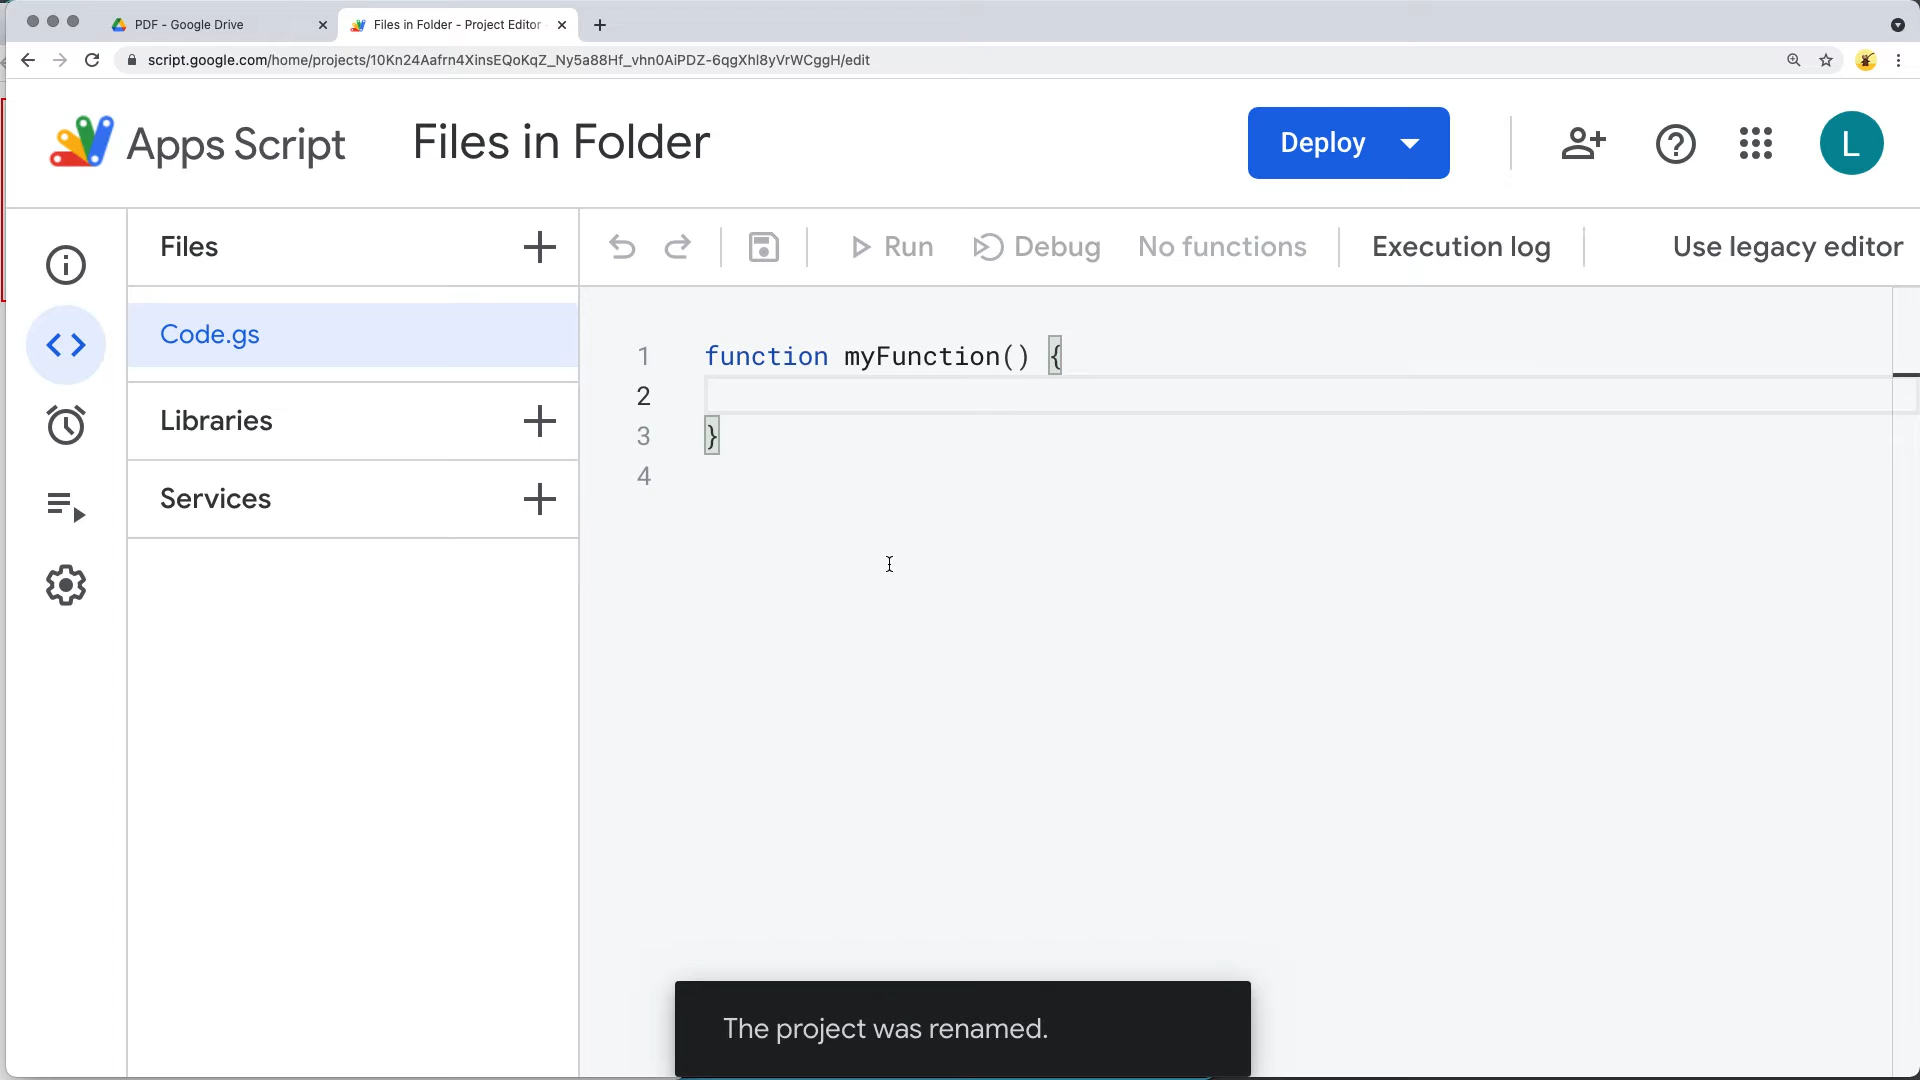 PDF - Google Drive
Files in Folder - Project Editor
script.google.com/home/projects/10Kn24Aafrn4XinsEQoKqZ_Ny5a88Hf_vhn0AiPDZ-6qgXhl8yVrWCggH/edit
Apps Script
Files in Folder
Deploy
L
Files
Run
Debug
No functions
Execution log
Use legacy editor
Code.gs
Libraries
Services
1 function myFunction() {
2
3 }
4
The project was renamed.